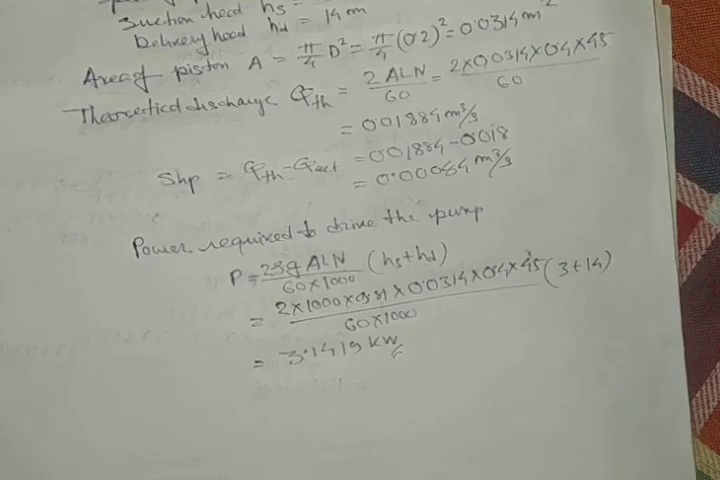 Suction head hs =
Delivery head hd = 14 m
Area of piston A = π/4 D² = π/4 (0.2)² = 0.0314 m²
Theoretical discharge Qth = 2ALN/60 = 2×0.0314×0.4×45/60
= 0.01884 m³/s
Slip = Qth - Qact = 0.01884 - 0.018
= 0.00084 m³/s
Power required to drive the pump
P = 2ρgALN/60×1000 (hs + hd)
= 2×1000×9.81×0.0314×0.4×45/60×1000 (3+14)
= 3.1419 kW